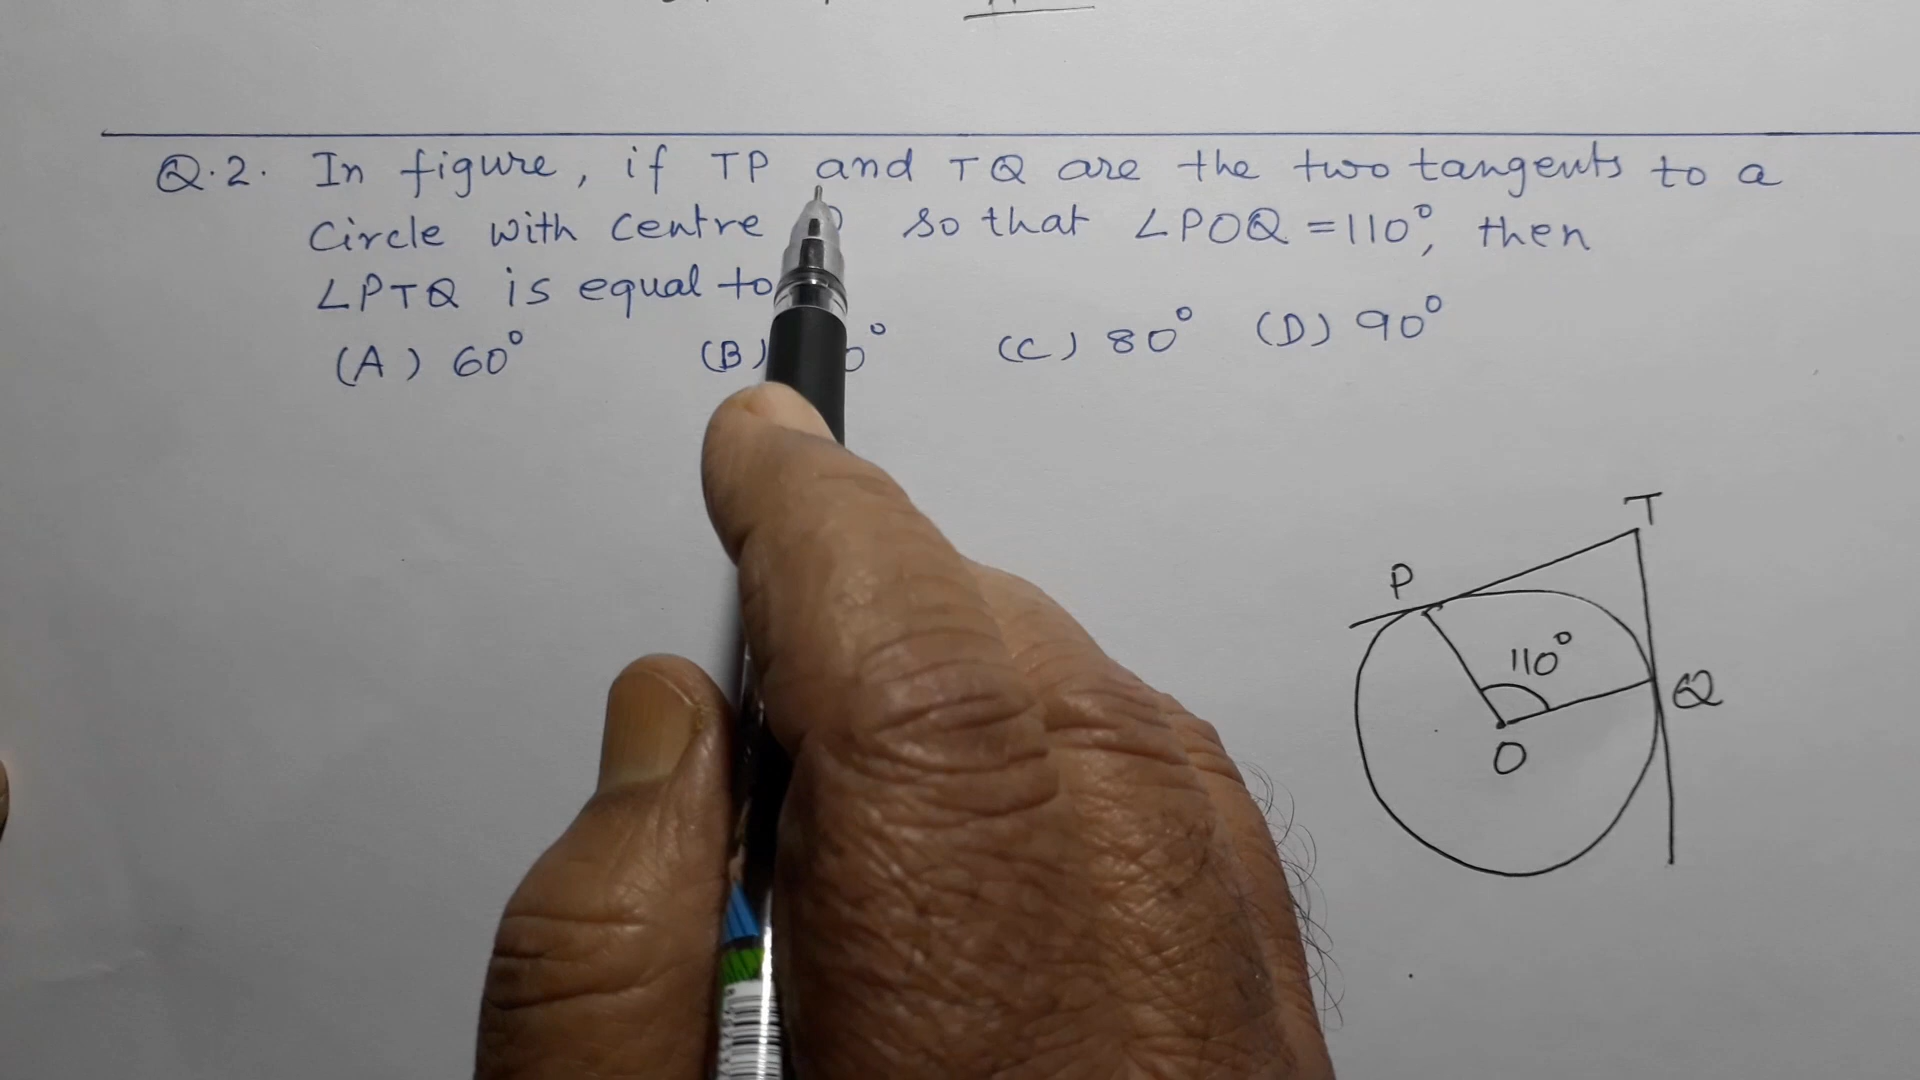 Q.2. In figure, if TP and TQ are the two tangents to a
Circle with Centre so that ∠POQ = 110°, then
∠PTQ is equal to
(A) 60° (B) (C) 80° (D) 90°
T
P
110°
Q
O